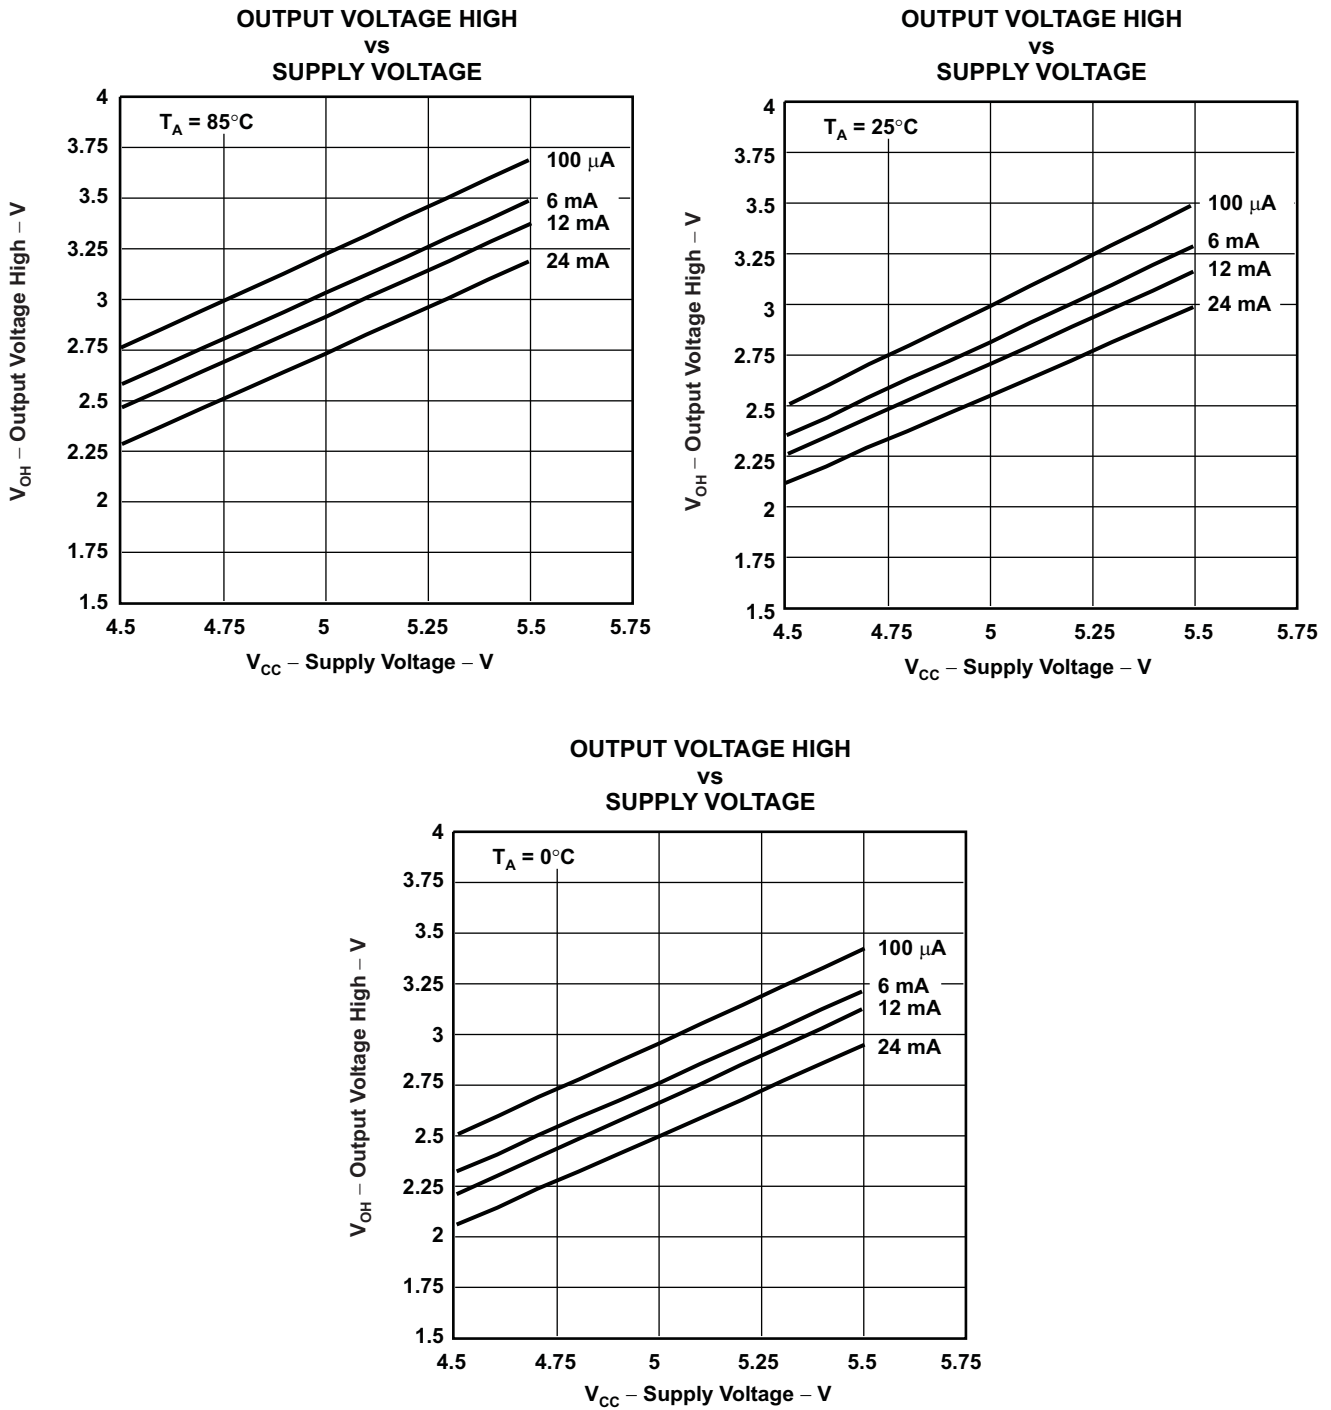 OUTPUT VOLTAGE HIGH
vs
SUPPLY VOLTAGE
T_A = 85°C
4
3.75
3.5
3.25
3
2.75
2.5
2.25
2
1.75
1.5
V_OH – Output Voltage High – V
100 μA
6 mA
12 mA
24 mA
4.5 4.75 5 5.25 5.5 5.75
V_CC – Supply Voltage – V
OUTPUT VOLTAGE HIGH
vs
SUPPLY VOLTAGE
T_A = 25°C
4
3.75
3.5
3.25
3
2.75
2.5
2.25
2
1.75
1.5
V_OH – Output Voltage High – V
100 μA
6 mA
12 mA
24 mA
4.5 4.75 5 5.25 5.5 5.75
V_CC – Supply Voltage – V
OUTPUT VOLTAGE HIGH
vs
SUPPLY VOLTAGE
T_A = 0°C
4
3.75
3.5
3.25
3
2.75
2.5
2.25
2
1.75
1.5
V_OH – Output Voltage High – V
100 μA
6 mA
12 mA
24 mA
4.5 4.75 5 5.25 5.5 5.75
V_CC – Supply Voltage – V